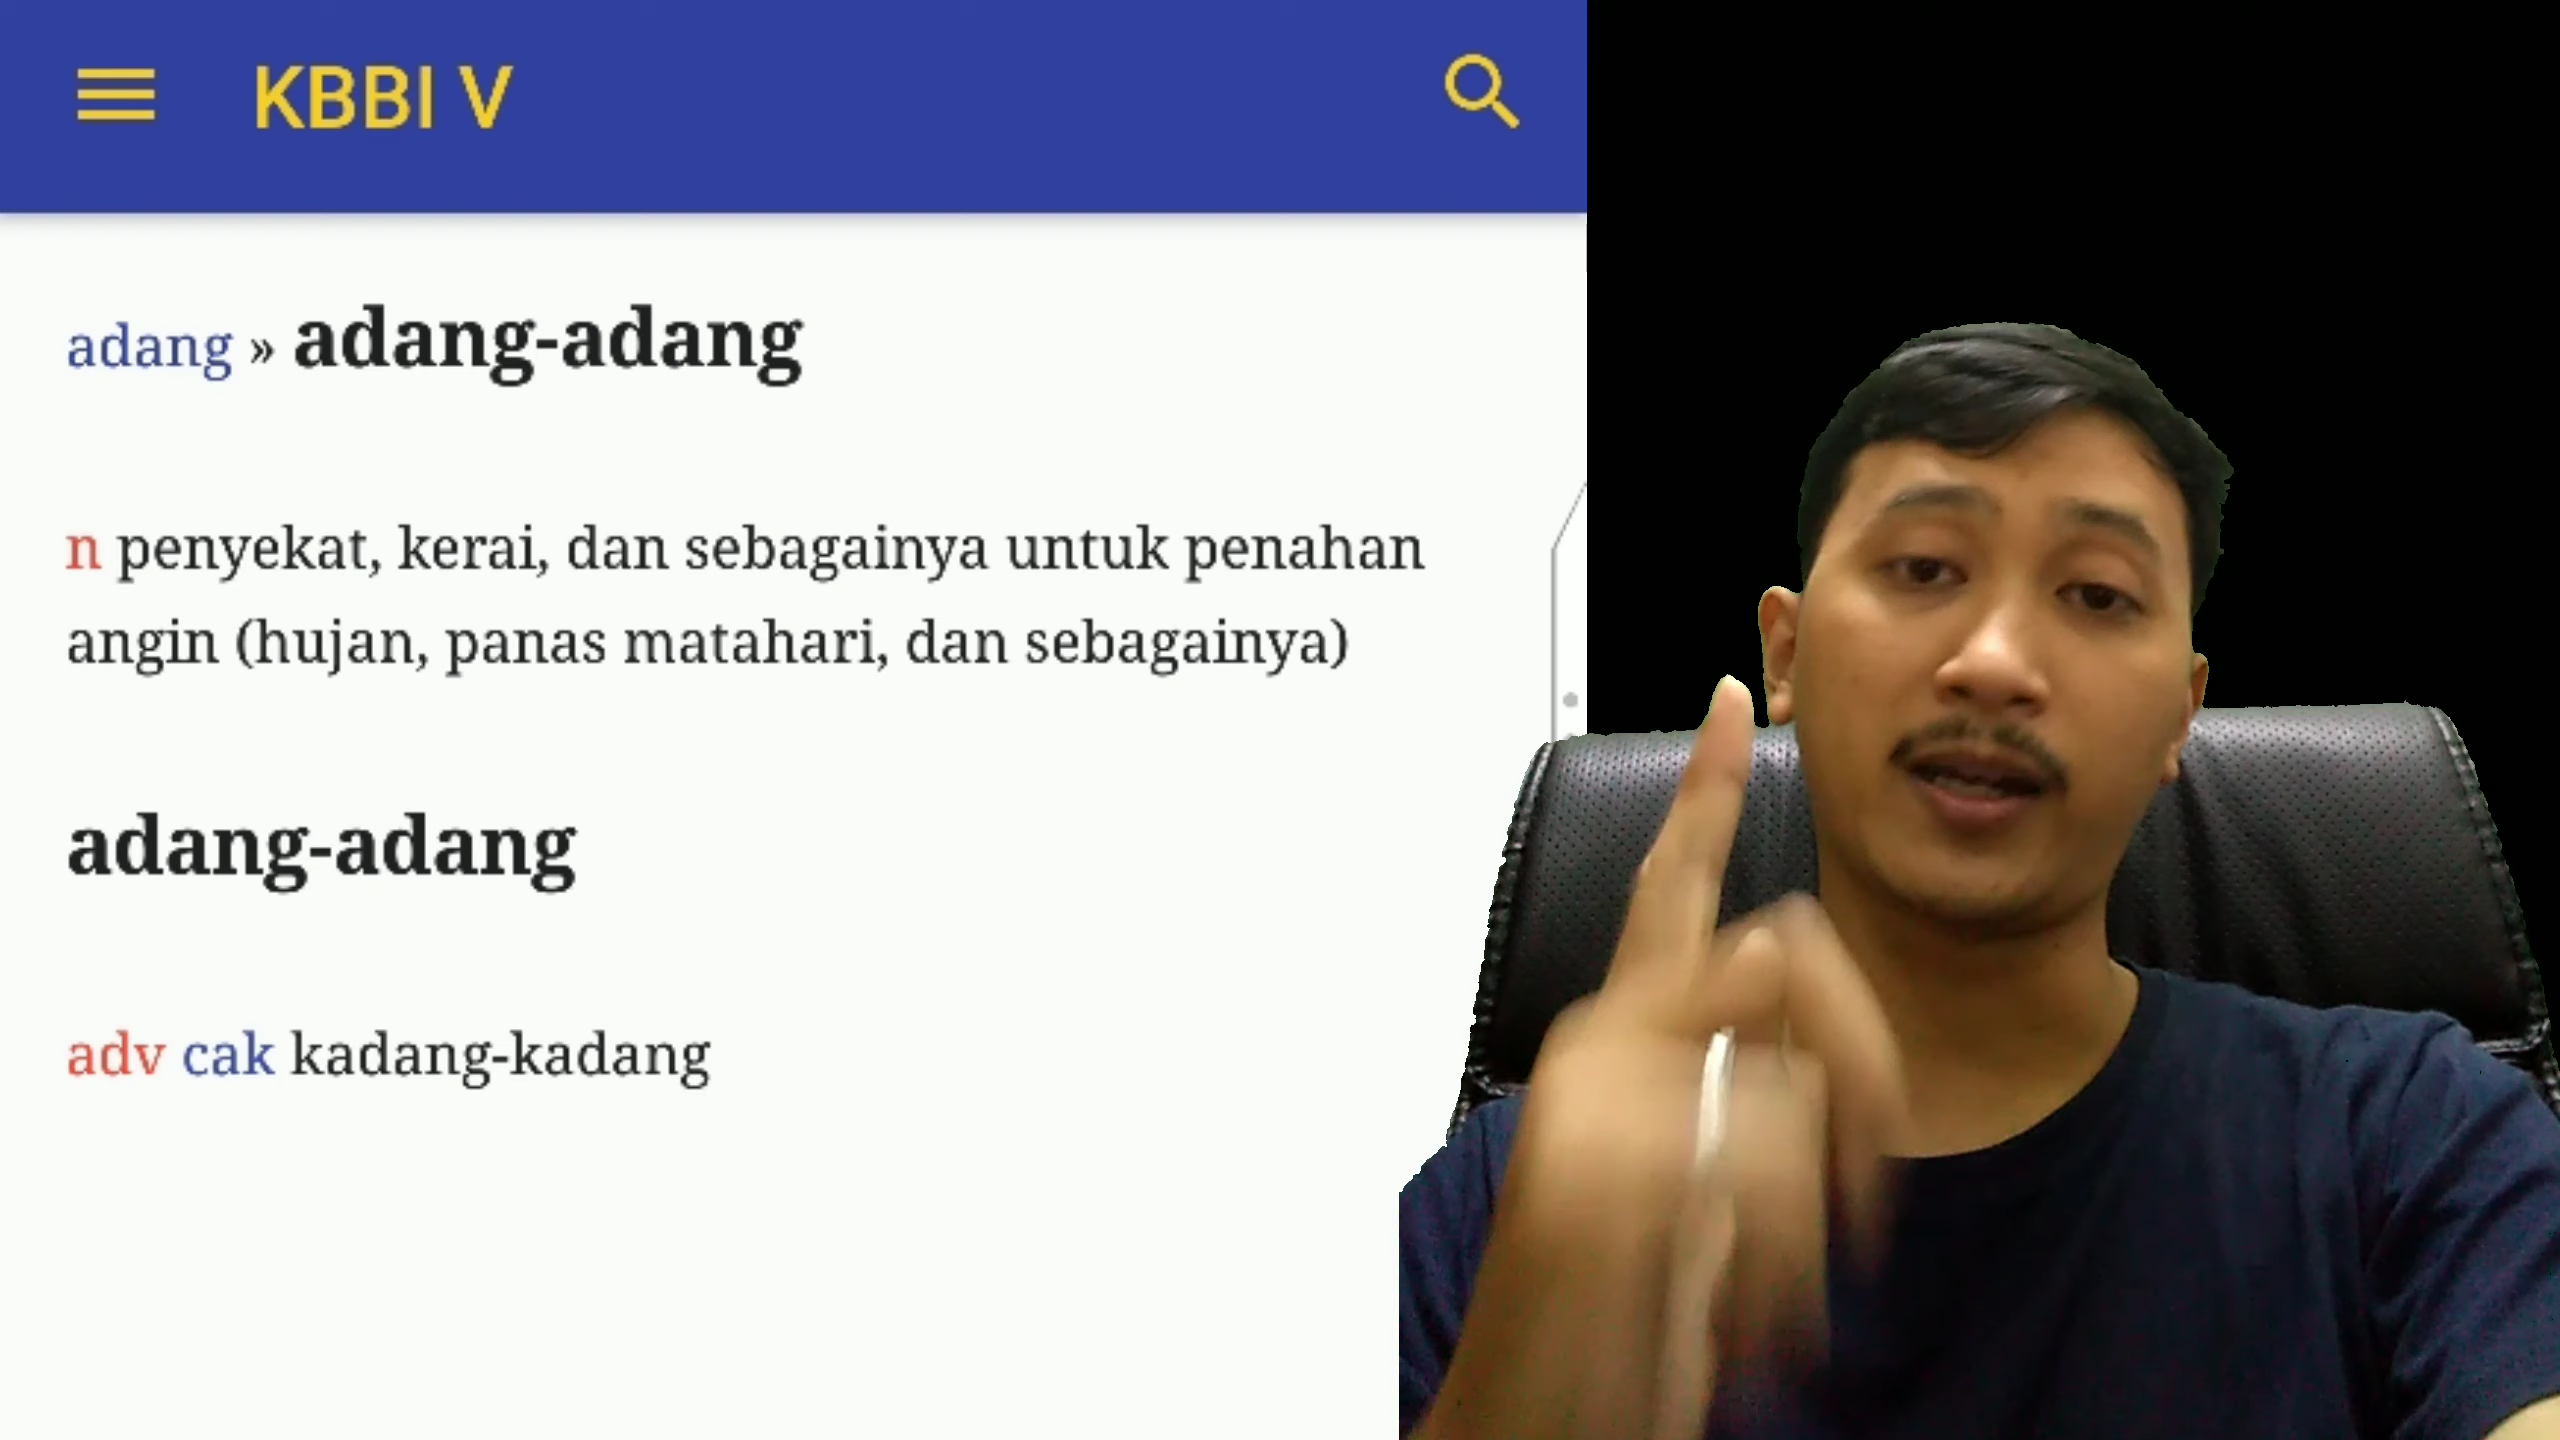 KBBI V
adang » adang-adang
n penyekat, kerai, dan sebagainya untuk penahan
angin (hujan, panas matahari, dan sebagainya)
adang-adang
adv cak kadang-kadang